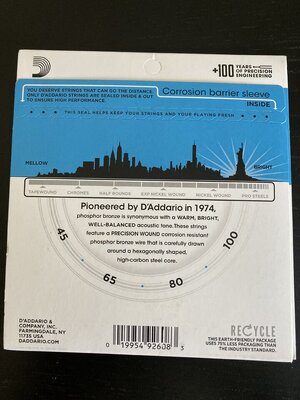 +100 YEARS OF PRECISION ENGINEERING
YOU DESERVE STRINGS THAT CAN GO THE DISTANCE
ONLY D'ADDARIO STRINGS ARE SEALED INSIDE & OUT
TO ENSURE HIGH PERFORMANCE.
Corrosion barrier sleeve
INSIDE
THIS SEAL HELPS KEEP YOUR STRINGS AND YOUR PLAYING FRESH
MELLOW
BRIGHT
TAPEWOUND CHROMES HALF ROUNDS EXP NICKEL WOUND NICKEL WOUND PRO STEELS
Pioneered by D'Addario in 1974,
phosphor bronze is synonymous with a WARM, BRIGHT,
WELL-BALANCED acoustic tone. These strings
feature a PRECISION WOUND corrosion resistant
phosphor bronze wire that is carefully drawn
around a hexagonally shaped,
high-carbon steel core.
45
65
80
100
D'ADDARIO &
COMPANY, INC.
FARMINGDALE, NY
11735 USA
DADDARIO.COM
0 19954 92608 3
RECYCLE
THIS EARTH-FRIENDLY PACKAGE
USES 75% LESS PACKAGING THAN
THE INDUSTRY STANDARD.